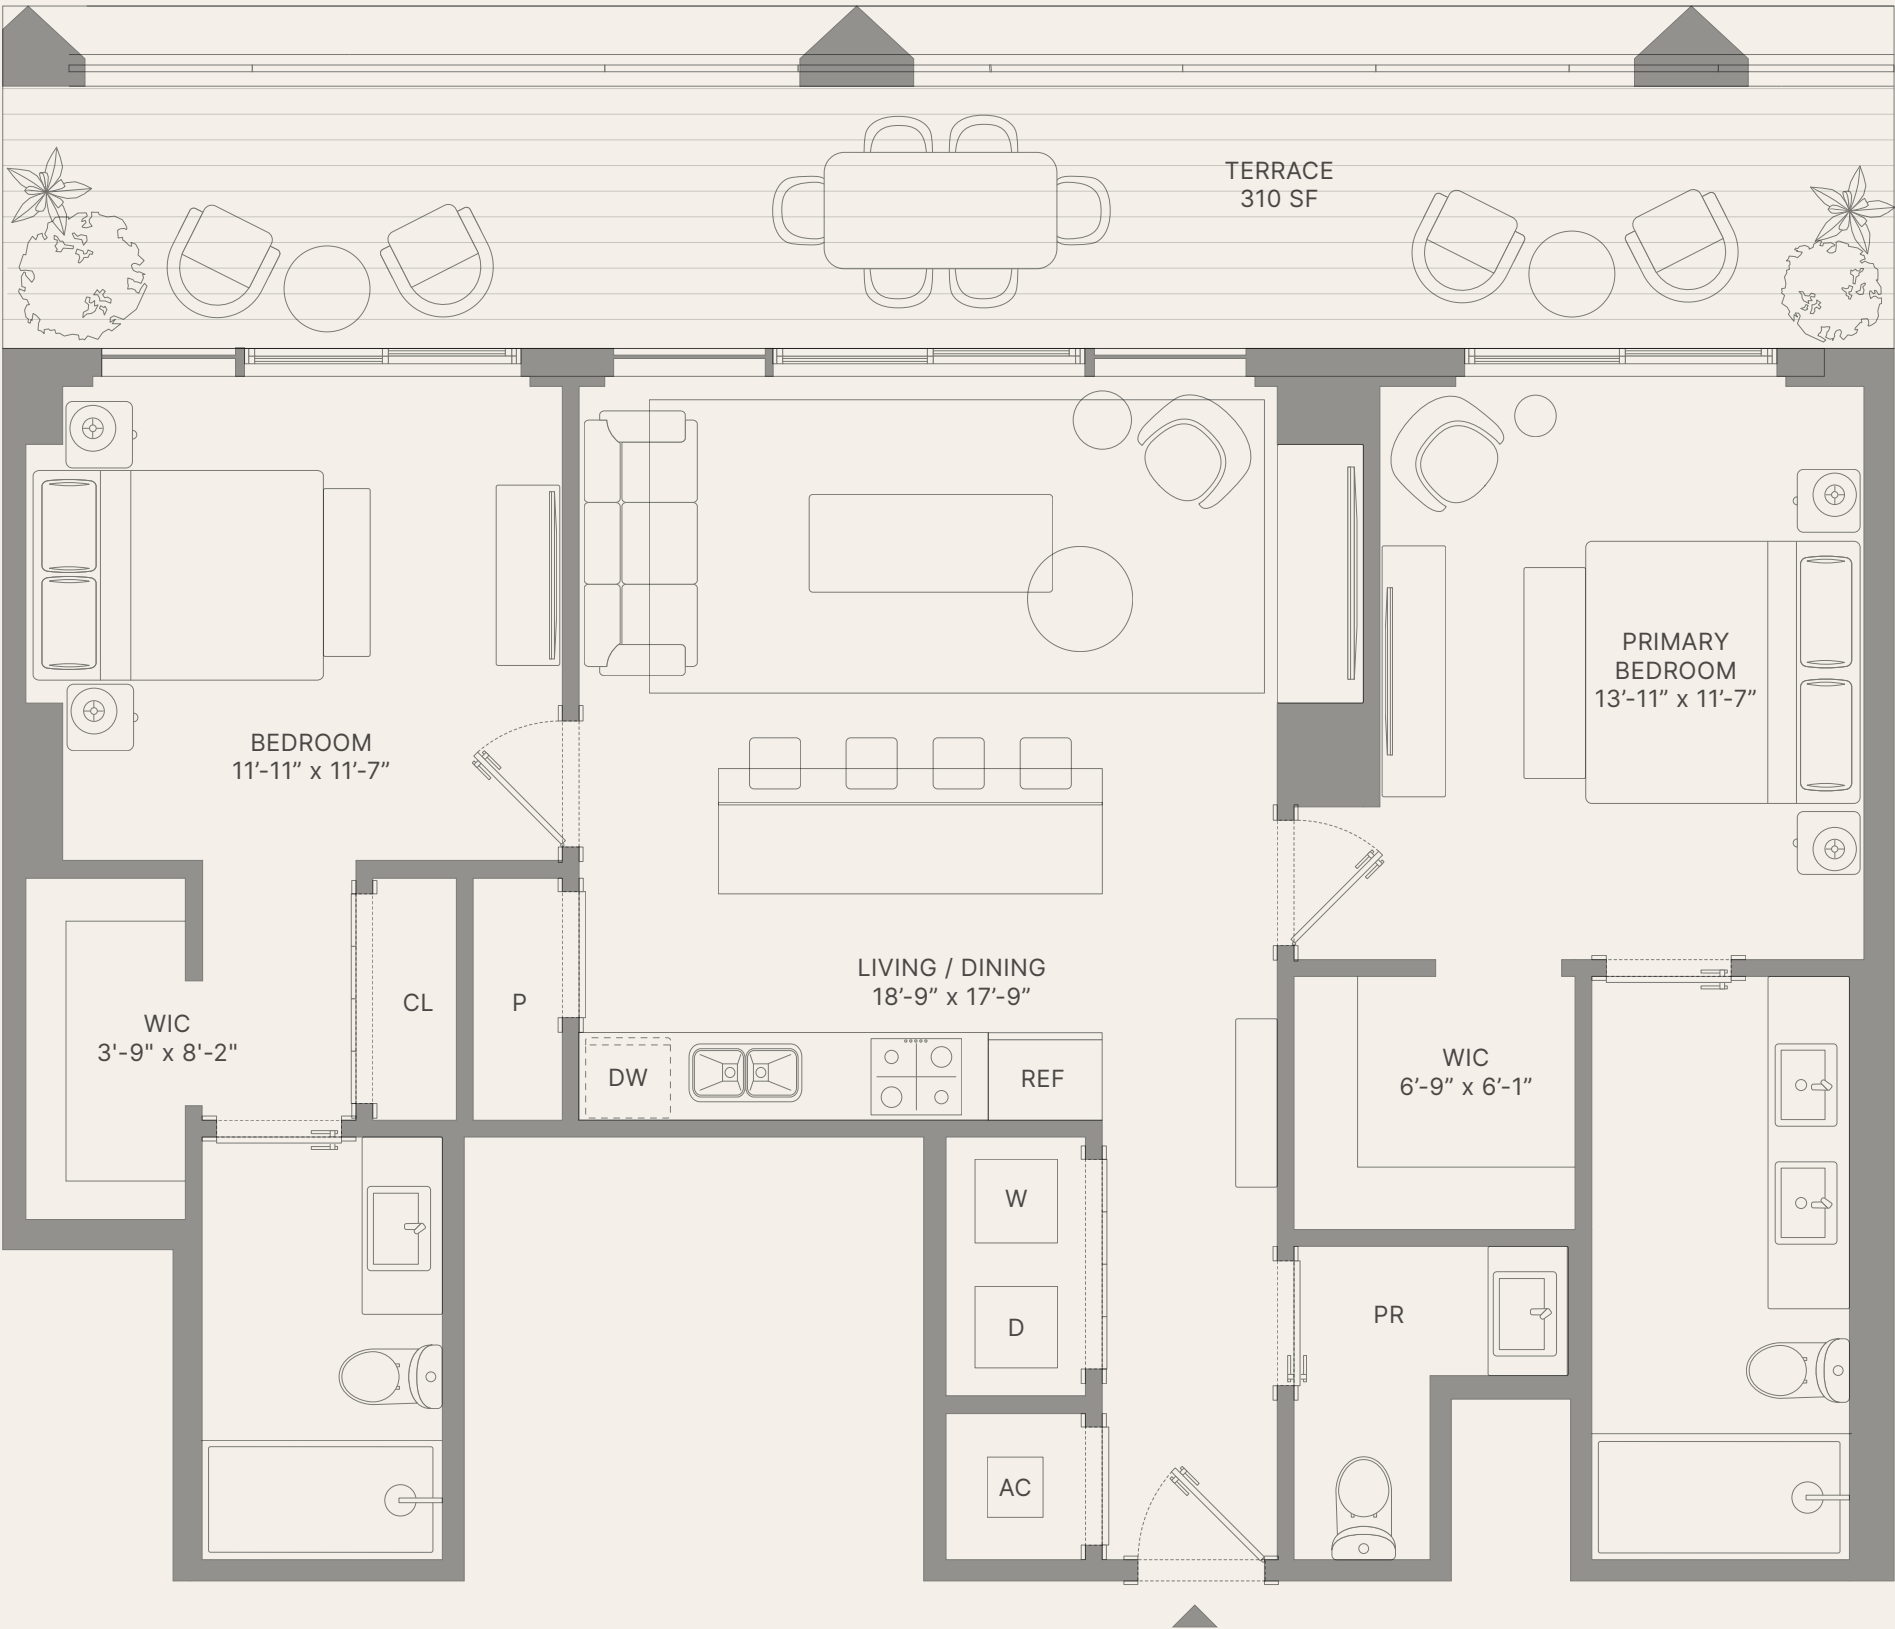 TERRACE
310 SF
PRIMARY
BEDROOM
13’-11” x 11’-7”
BEDROOM
11’-11” x 11’-7”
LIVING / DINING
18’-9” x 17’-9”
CL
P
WIC
3'-9" x 8'-2"
DW
REF
WIC
6’-9” x 6’-1”
W
D
PR
AC